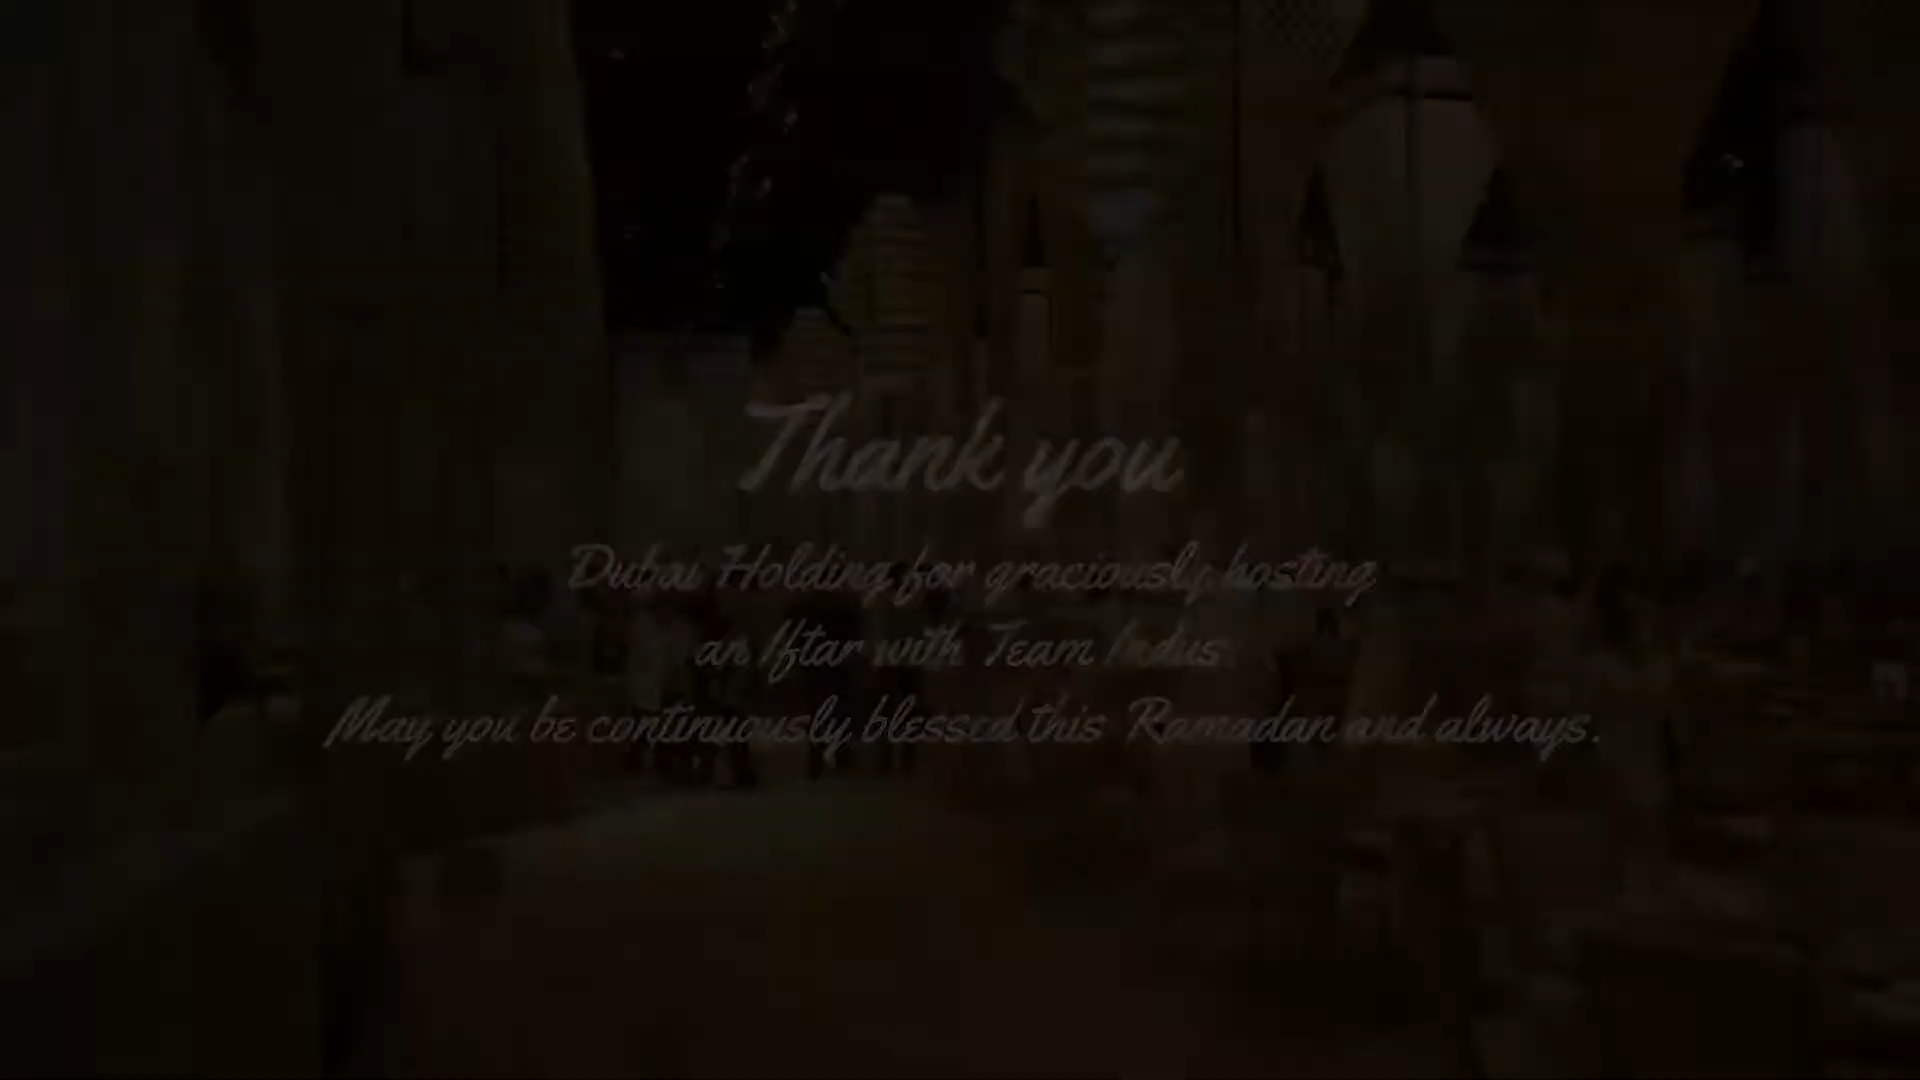 Thank you
Dubai Holding for graciously hosting
an Iftar with Team Indus.
May you be continuously blessed this Ramadan and always.